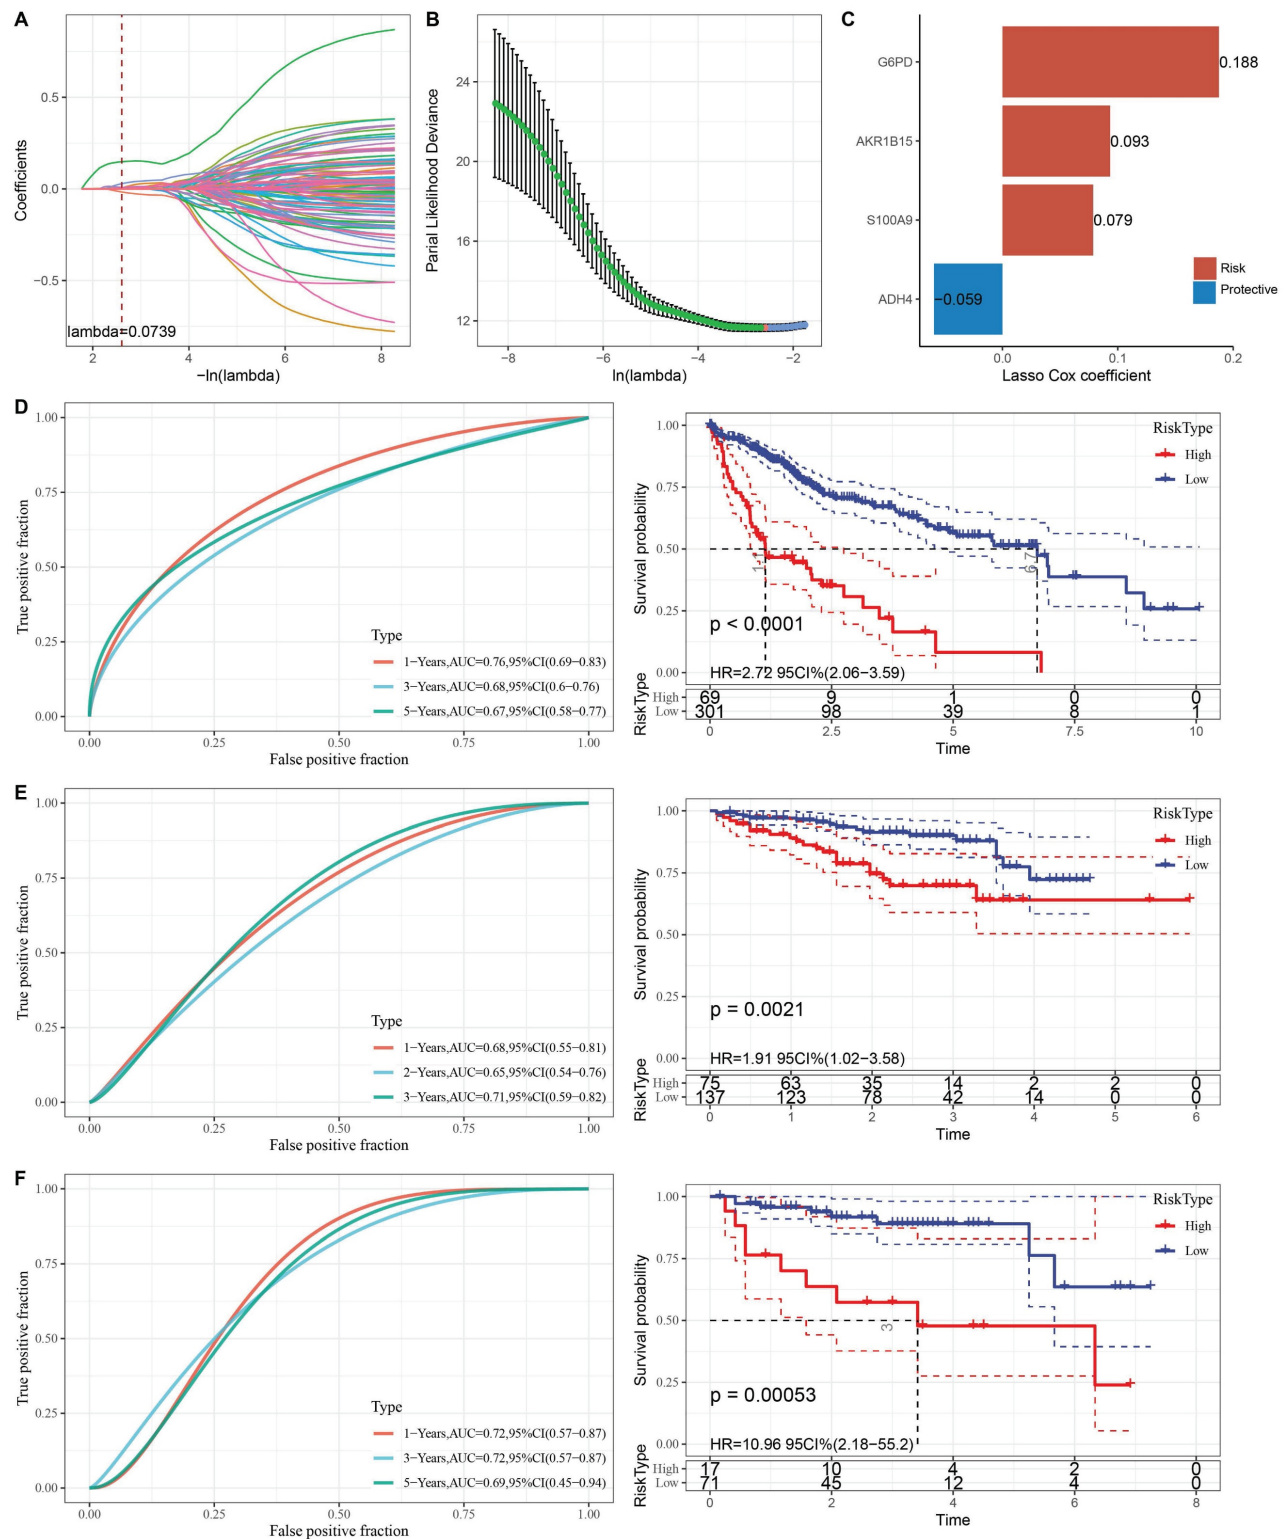 A
Coefficients
0.5
0.0
−0.5
lambda=0.0739
2 4 6 8
−ln(lambda)
B
Parial Likelihood Deviance
24
20
16
12
−8 −6 −4 −2
ln(lambda)
C
G6PD
AKR1B15
S100A9
ADH4
0.188
0.093
0.079
−0.059
Risk
Protective
0.0 0.1 0.2
Lasso Cox coefficient
D
True positive fraction
1.00
0.75
0.50
0.25
0.00
Type
1−Years,AUC=0.76,95%CI(0.69−0.83)
3−Years,AUC=0.68,95%CI(0.6−0.76)
5−Years,AUC=0.67,95%CI(0.58−0.77)
0.00 0.25 0.50 0.75 1.00
False positive fraction
Survival probability
1.00
0.75
0.50
0.25
0.00
RiskType
High
Low
6.7
p < 0.0001
HR=2.72 95CI%(2.06−3.59)
RiskType
High 69 9 1 0 0
Low 301 98 39 8 1
0 2.5 5 7.5 10
Time
E
True positive fraction
1.00
0.75
0.50
0.25
0.00
Type
1−Years,AUC=0.68,95%CI(0.55−0.81)
2−Years,AUC=0.65,95%CI(0.54−0.76)
3−Years,AUC=0.71,95%CI(0.59−0.82)
0.00 0.25 0.50 0.75 1.00
False positive fraction
Survival probability
1.00
0.75
0.50
0.25
0.00
RiskType
High
Low
p = 0.0021
HR=1.91 95CI%(1.02−3.58)
RiskType
High 75 63 35 14 2 2 0
Low 137 123 78 42 14 0 0
0 1 2 3 4 5 6
Time
F
True positive fraction
1.00
0.75
0.50
0.25
0.00
Type
1−Years,AUC=0.72,95%CI(0.57−0.87)
3−Years,AUC=0.72,95%CI(0.57−0.87)
5−Years,AUC=0.69,95%CI(0.45−0.94)
0.00 0.25 0.50 0.75 1.00
False positive fraction
Survival probability
1.00
0.75
0.50
0.25
0.00
RiskType
High
Low
3
p = 0.00053
HR=10.96 95CI%(2.18−55.2)
RiskType
High 17 10 4 2 0
Low 71 45 12 4 0
0 2 4 6 8
Time